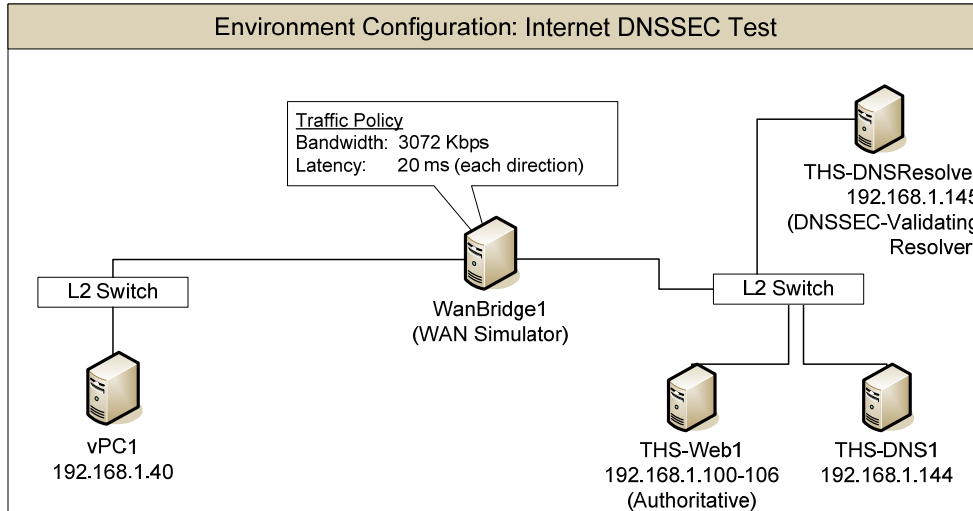 Environment Configuration: Internet DNSSEC Test
Traffic Policy
Bandwidth: 3072 Kbps
Latency: 20 ms (each direction)
THS-DNSResolve
192.168.1.145
(DNSSEC-Validating
Resolver
L2 Switch
WanBridge1
(WAN Simulator)
L2 Switch
vPC1
192.168.1.40
THS-Web1
192.168.1.100-106
(Authoritative)
THS-DNS1
192.168.1.144